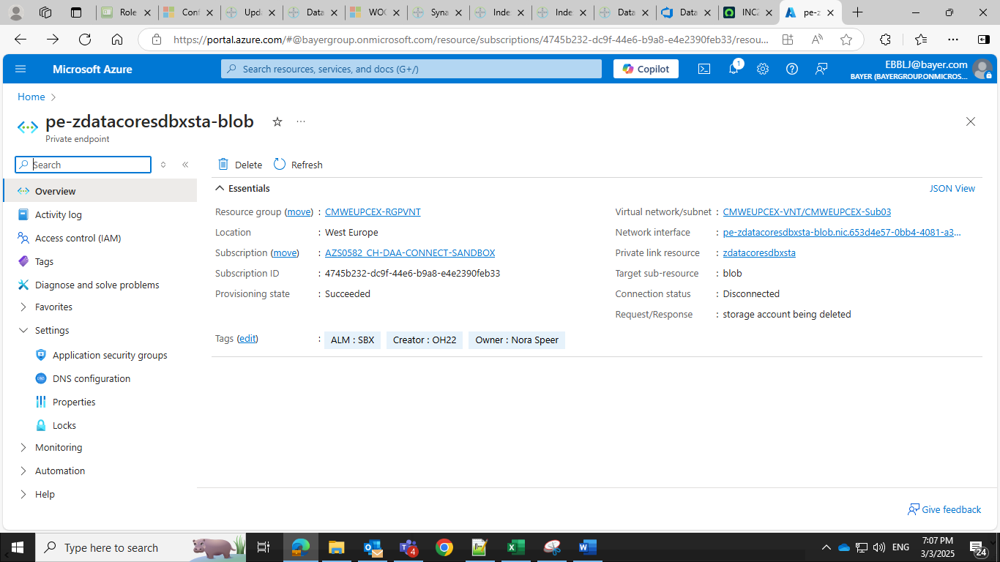 Role
Conf
Upda
Data
WOC
Syna
Inde
Inde
Data
Data
INC2
pe-z
https://portal.azure.com/#@bayergroup.onmicrosoft.com/resource/subscriptions/4745b232-dc9f-44e6-b9a8-e4e2390feb33/resou...
Microsoft Azure
Search resources, services, and docs (G+/)
Copilot
1
EBBLJ@bayer.com
BAYER (BAYERGROUP.ONMICROS...
Home
pe-zdatacoresdbxsta-blob
Private endpoint
Search
Delete
Refresh
Overview
Activity log
Access control (IAM)
Tags
Diagnose and solve problems
Favorites
Settings
Application security groups
DNS configuration
Properties
Locks
Monitoring
Automation
Help
Essentials
JSON View
Resource group (move) : CMWEUPCEX-RGPVNT
Location : West Europe
Subscription (move) : AZS0582_CH-DAA-CONNECT-SANDBOX
Subscription ID : 4745b232-dc9f-44e6-b9a8-e4e2390feb33
Provisioning state : Succeeded
Virtual network/subnet : CMWEUPCEX-VNT/CMWEUPCEX-Sub03
Network interface : pe-zdatacoresdbxsta-blob.nic.653d4e57-0bb4-4081-a3...
Private link resource : zdatacoresdbxsta
Target sub-resource : blob
Connection status : Disconnected
Request/Response : storage account being deleted
Tags (edit) : ALM : SBX Creator : OH22 Owner : Nora Speer
Give feedback
Type here to search
4
ENG
7:07 PM
3/3/2025
24